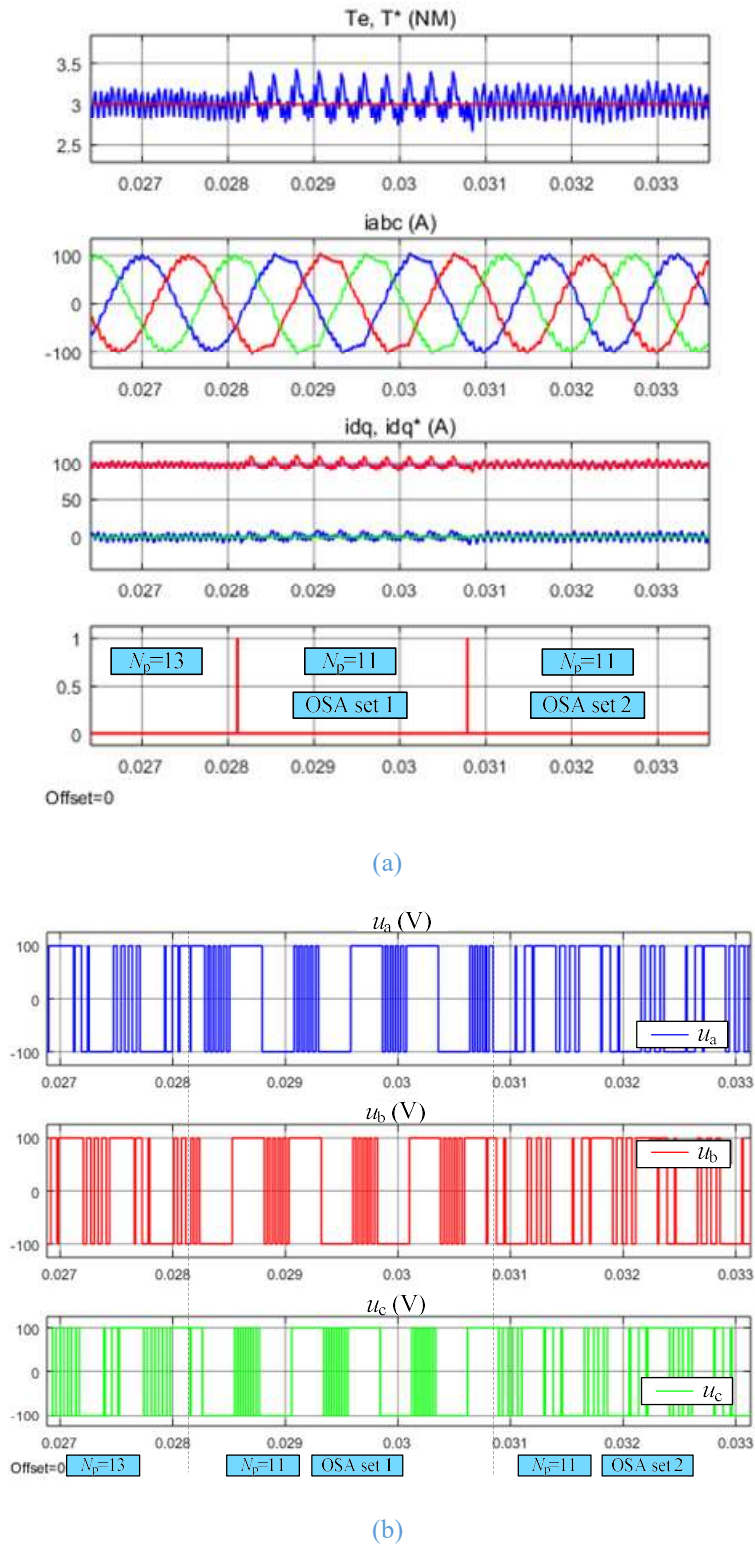 Te, T* (NM)
3.5
3
2.5
0.027 0.028 0.029 0.03 0.031 0.032 0.033
iabc (A)
100
0
-100
0.027 0.028 0.029 0.03 0.031 0.032 0.033
idq, idq* (A)
100
50
0
0.027 0.028 0.029 0.03 0.031 0.032 0.033
1
Np=13 Np=11 Np=11
0.5
OSA set 1 OSA set 2
0
0.027 0.028 0.029 0.03 0.031 0.032 0.033
Offset=0
(a)
ua (V)
100
0
ua
-100
0.027 0.028 0.029 0.03 0.031 0.032 0.033
ub (V)
100
ub
0
-100
0.027 0.028 0.029 0.03 0.031 0.032 0.033
uc (V)
100
0
uc
-100
0.027 0.028 0.029 0.03 0.031 0.032 0.033
Offset=0 Np=13 Np=11 OSA set 1 Np=11 OSA set 2
(b)